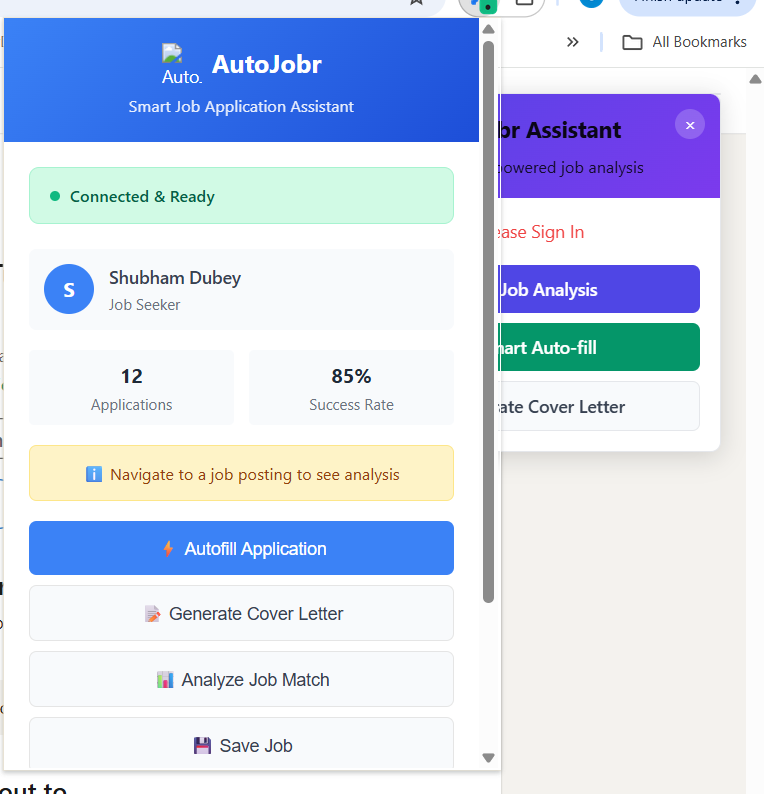 All Bookmarks
Auto.
AutoJobr
Smart Job Application Assistant
Connected & Ready
S
Shubham Dubey
Job Seeker
12
Applications
85%
Success Rate
Navigate to a job posting to see analysis
Autofill Application
Generate Cover Letter
Analyze Job Match
Save Job
br Assistant
powered job analysis
ease Sign In
Job Analysis
art Auto-fill
ate Cover Letter
out to